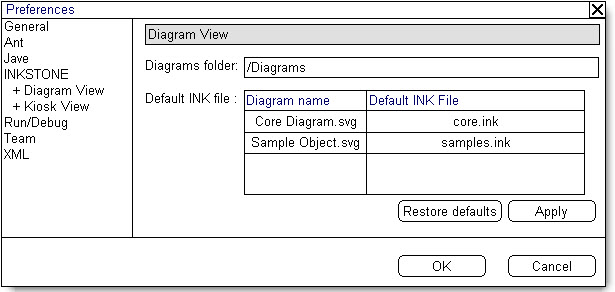 Preferences
General
Ant
Jave
INKSTONE
+ Diagram View
+ Kiosk View
Run/Debug
Team
XML
Diagram View
Diagrams folder: /Diagrams
Default INK file : Diagram name Default INK File
Core Diagram.svg core.ink
Sample Object.svg samples.ink
Restore defaults Apply
OK Cancel